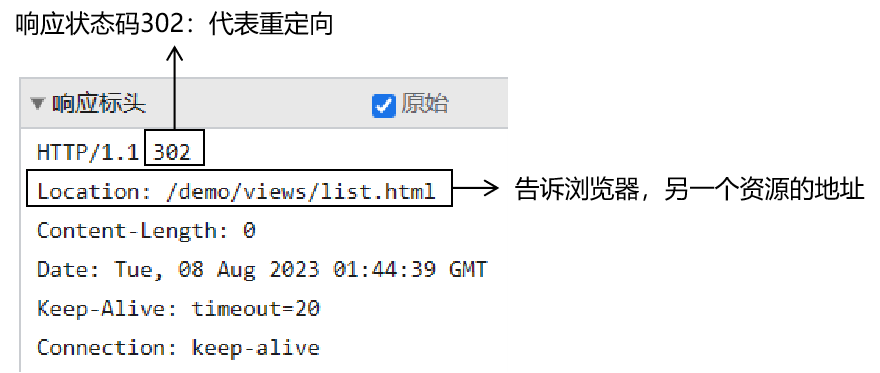 响应状态码302：代表重定向
响应标头
原始
HTTP/1.1 302
Location: /demo/views/list.html
告诉浏览器，另一个资源的地址
Content-Length: 0
Date: Tue, 08 Aug 2023 01:44:39 GMT
Keep-Alive: timeout=20
Connection: keep-alive